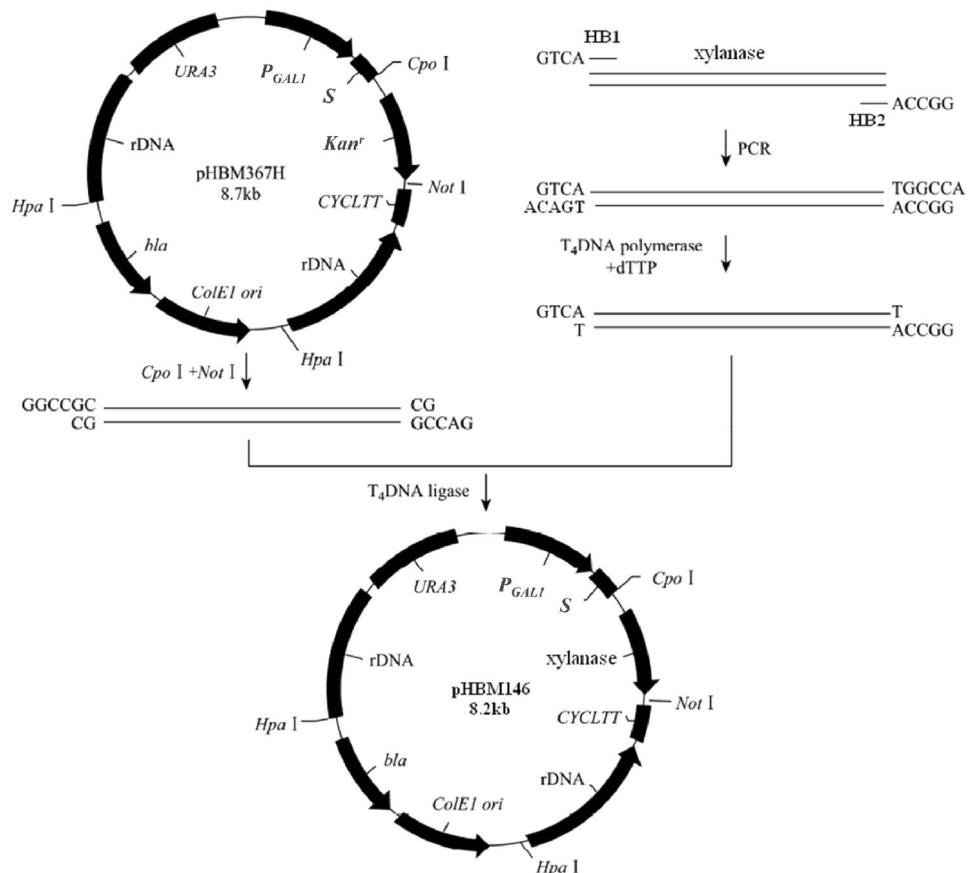 URA3
P_GAL1
S
Cpo I
Kan^r
rDNA
pHBM367H
8.7kb
Not I
CYCLTT
Hpa I
bla
rDNA
ColE1 ori
Hpa I
HB1
GTCA
xylanase
HB2
ACCGG
PCR
GTCA
TGGCCA
ACAGT
ACCGG
T₄DNA polymerase
+dTTP
GTCA
T
T
ACCGG
Cpo I +Not I
GGCCGC
CG
CG
GCCAG
T₄DNA ligase
URA3
P_GAL1
S
Cpo I
rDNA
xylanase
pHBM146
8.2kb
Not I
CYCLTT
Hpa I
bla
rDNA
ColE1 ori
Hpa I